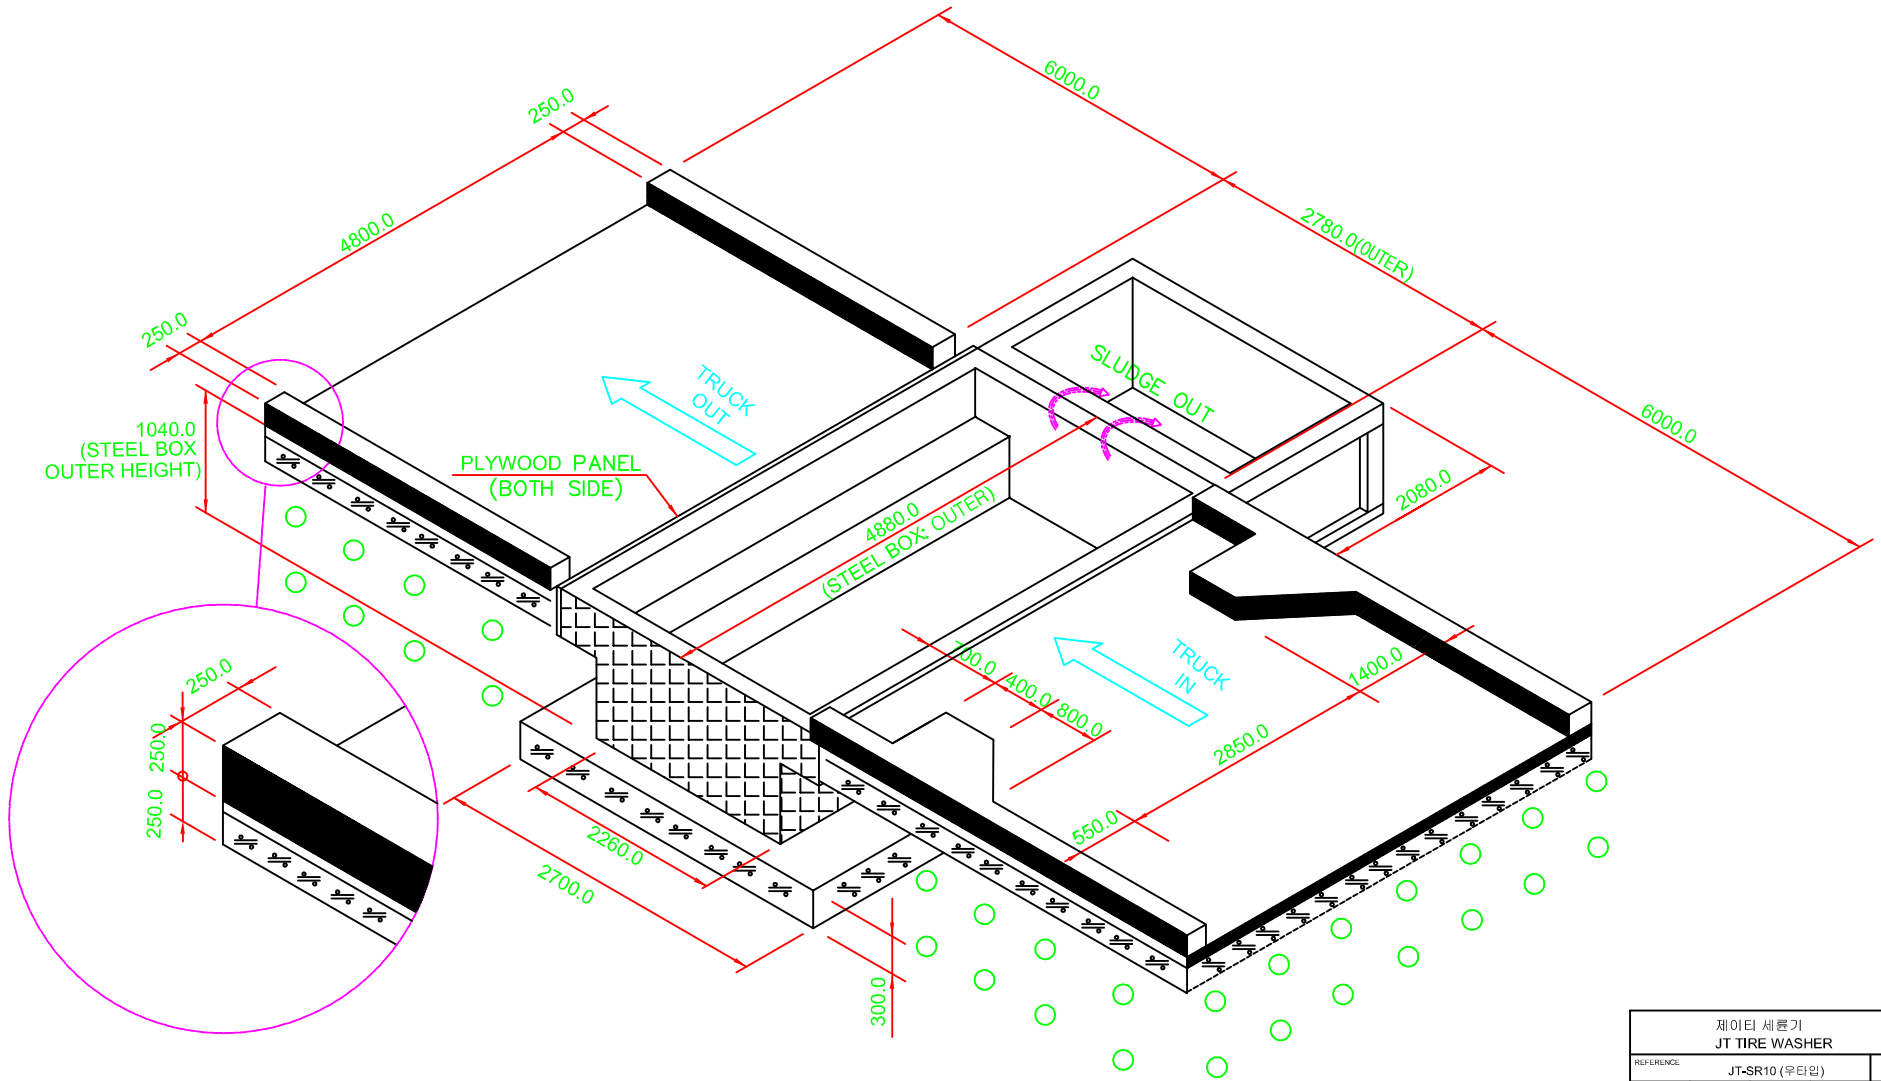 6000.0
250.0
4800.0
2780.0(OUTER)
250.0
TRUCK
OUT
SLUDGE OUT
6000.0
1040.0
(STEEL BOX
OUTER HEIGHT)
PLYWOOD PANEL
(BOTH SIDE)
4880.0
(STEEL BOX: OUTER)
2080.0
TRUCK
IN
700.0
400.0
800.0
1400.0
2850.0
550.0
250.0
250.0
250.0
2260.0
2700.0
300.0
제이티 세륜기
JT TIRE WASHER
REFERENCE
JT-SR10 (우타입)